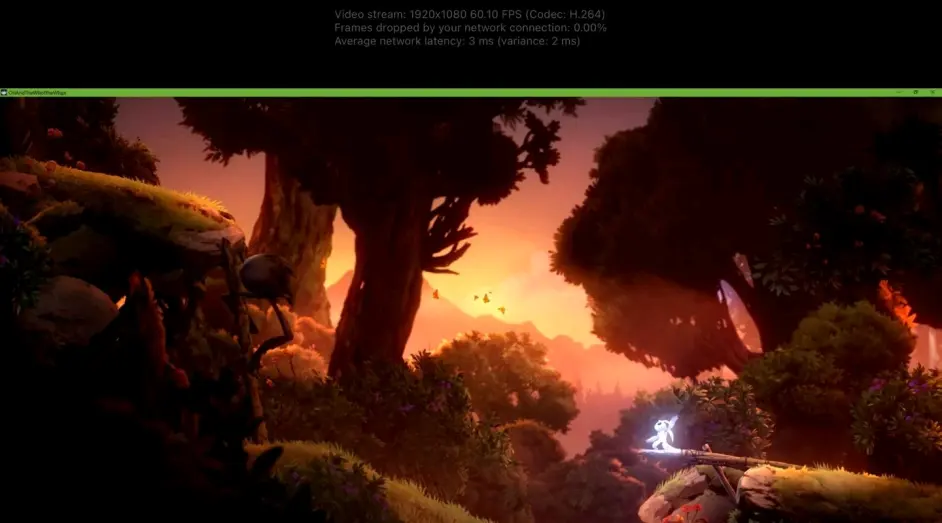 Video stream: 1920x1080 60.10 FPS (Codec: H.264)
Frames dropped by your network connection: 0.00%
Average network latency: 3 ms (variance: 2 ms)
OriAndTheWilloftheWisps